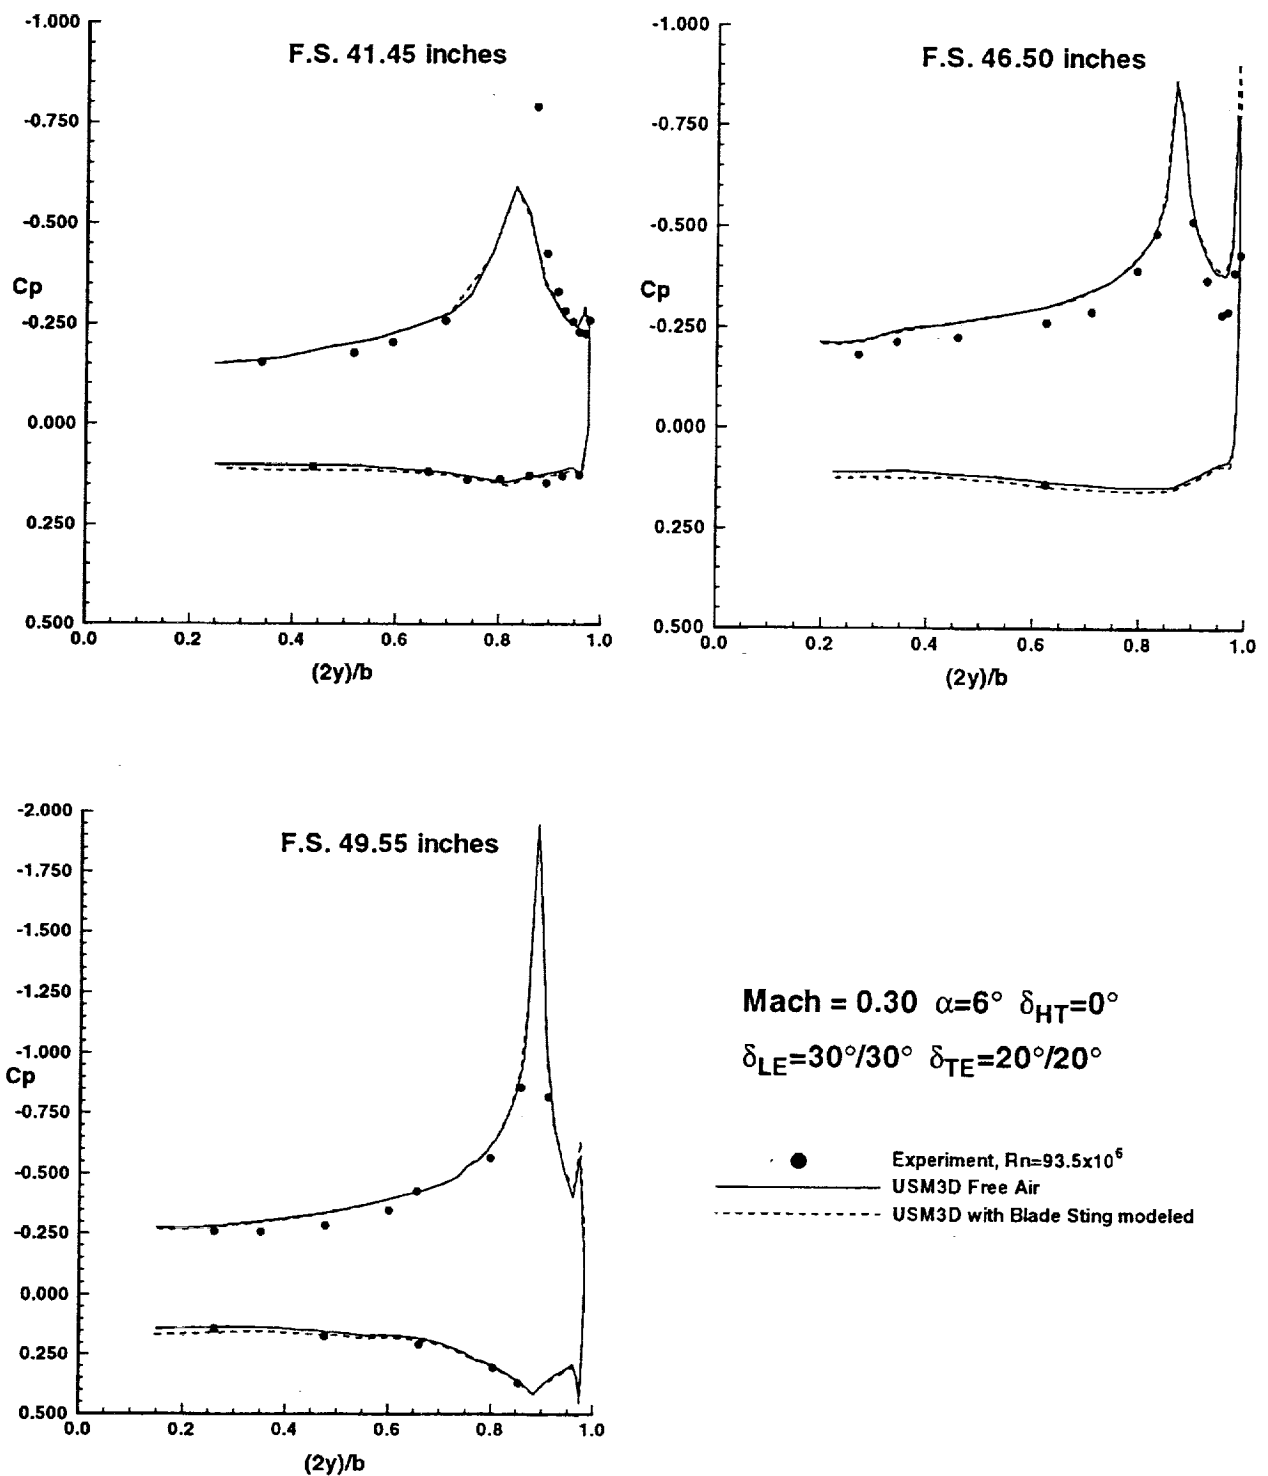 F.S. 41.45 inches
-1.000
-0.750
-0.500
Cp
-0.250
0.000
0.250
0.500
0.0 0.2 0.4 0.6 0.8 1.0
(2y)/b
F.S. 46.50 inches
-1.000
-0.750
-0.500
Cp
-0.250
0.000
0.250
0.500
0.0 0.2 0.4 0.6 0.8 1.0
(2y)/b
F.S. 49.55 inches
-2.000
-1.750
-1.500
-1.250
-1.000
Cp
-0.750
-0.500
-0.250
0.000
0.250
0.500
0.0 0.2 0.4 0.6 0.8 1.0
(2y)/b
Mach = 0.30 α=6° δHT=0°
δLE=30°/30° δTE=20°/20°
Experiment, Rn=93.5x10⁶
USM3D Free Air
USM3D with Blade Sting modeled